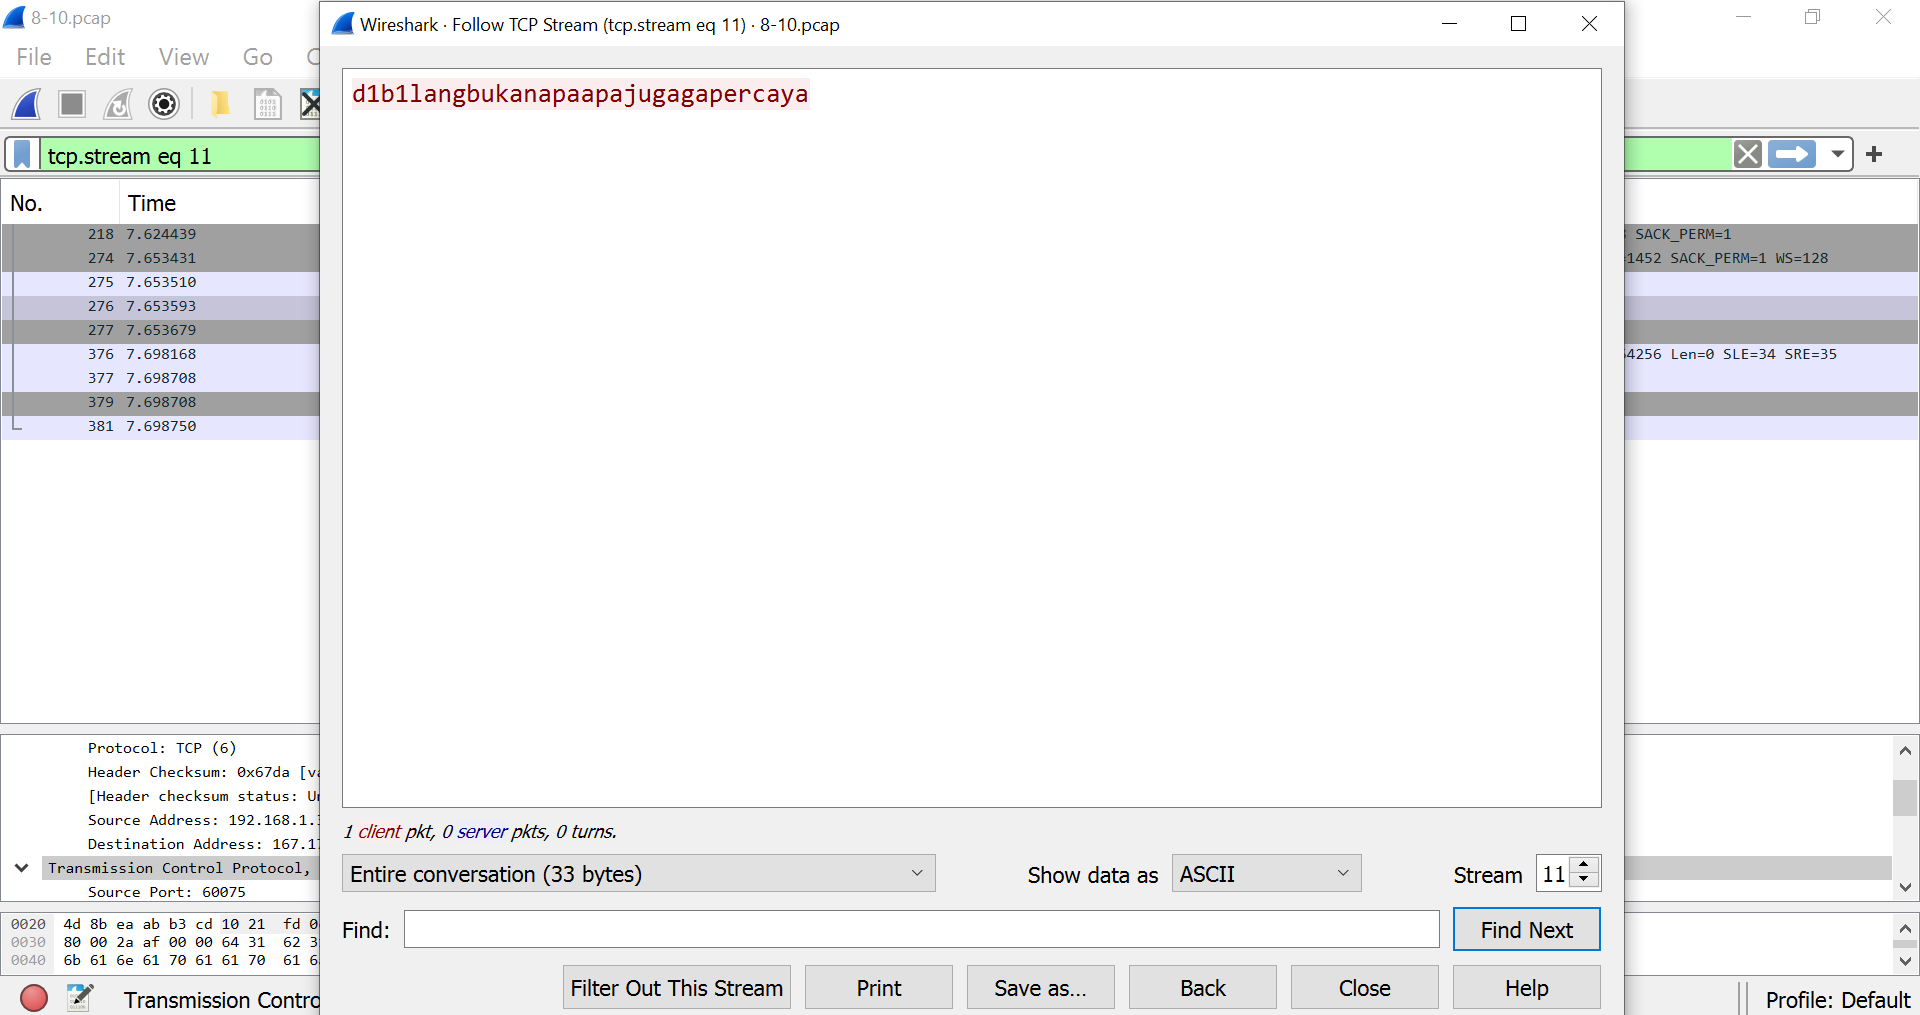 8-10.pcap
Wireshark · Follow TCP Stream (tcp.stream eq 11) · 8-10.pcap
File Edit View Go
d1b1langbukanapaapajugagapercaya
tcp.stream eq 11
No. Time
218 7.624439 SACK_PERM=1
274 7.653431 =1452 SACK_PERM=1 WS=128
275 7.653510
276 7.653593
277 7.653679
376 7.698168 64256 Len=0 SLE=34 SRE=35
377 7.698708
379 7.698708
381 7.698750
Protocol: TCP (6)
Header Checksum: 0x67da [va
[Header checksum status: Un
Source Address: 192.168.1.
Destination Address: 167.17
Transmission Control Protocol,
Source Port: 60075
1 client pkt, 0 server pkts, 0 turns.
Entire conversation (33 bytes) Show data as ASCII Stream 11
0020 4d 8b ea ab b3 cd 10 21 fd 0
0030 80 00 2a af 00 00 64 31 62 3
0040 6b 61 6e 61 70 61 61 70 61 6
Find: Find Next
Filter Out This Stream Print Save as... Back Close Help
Transmission Contro Profile: Default